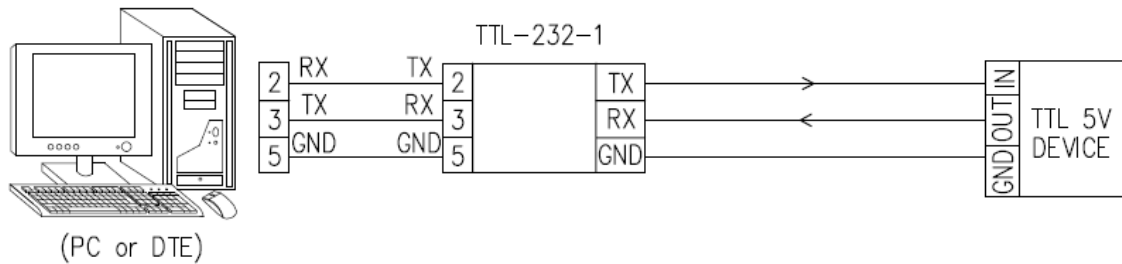 TTL-232-1
2 RX TX 2 TX IN
3 TX RX 3 RX OUT
5 GND GND 5 GND GND
TTL 5V
DEVICE
(PC or DTE)